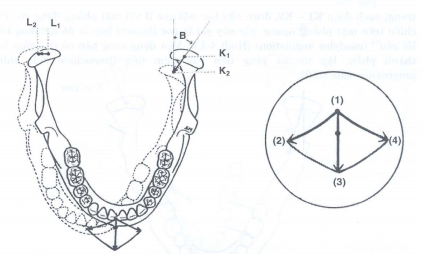 L₂ L₁
B
K₁
K₂
(1)
(2) (4)
(3)